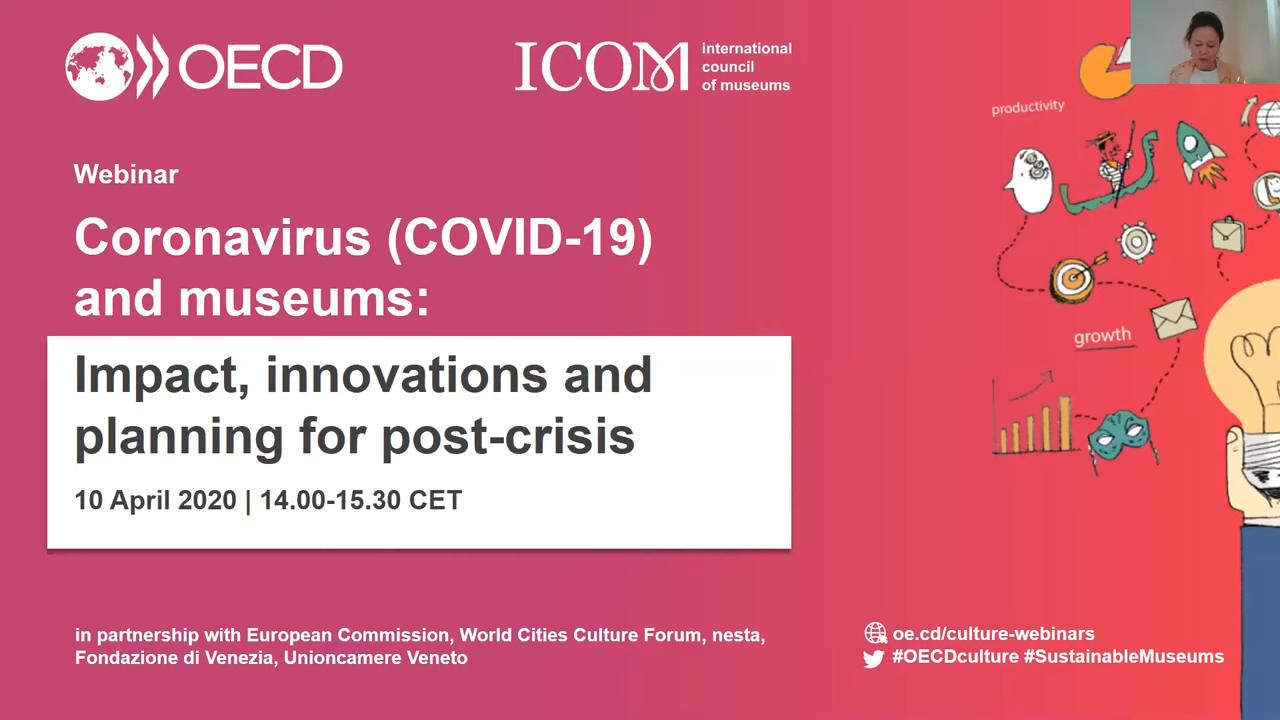 OECD
ICOM
international
council
of museums
productivity
Webinar
Coronavirus (COVID-19)
and museums:
growth
Impact, innovations and
planning for post-crisis
10 April 2020 | 14.00-15.30 CET
in partnership with European Commission, World Cities Culture Forum, nesta,
Fondazione di Venezia, Unioncamere Veneto
oe.cd/culture-webinars
#OECDculture #SustainableMuseums